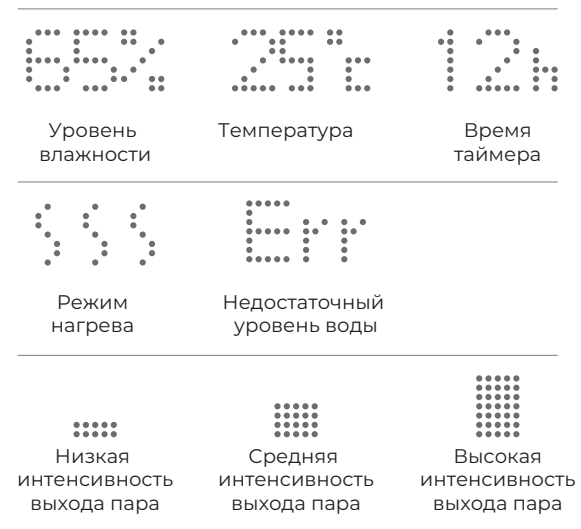 65% 25°c 12h
Уровень влажности
Температура
Время таймера
Err
Режим нагрева
Недостаточный уровень воды
Низкая интенсивность выхода пара
Средняя интенсивность выхода пара
Высокая интенсивность выхода пара